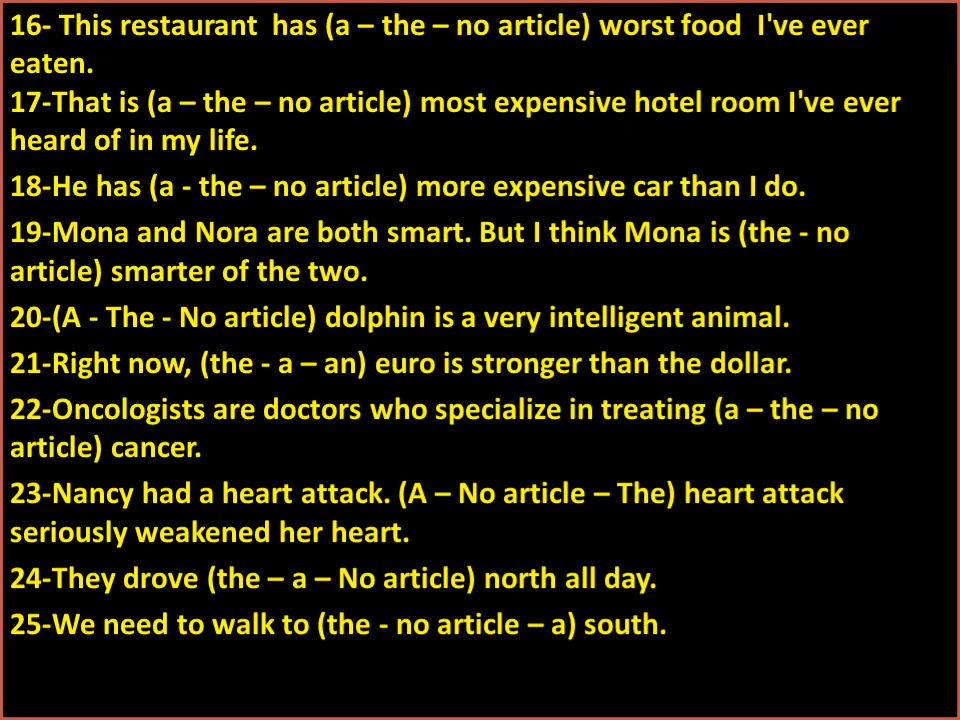 16- This restaurant  has (a – the – no article) worst food  I've ever
eaten.
17-That is (a – the – no article) most expensive hotel room I've ever
heard of in my life.
18-He has (a - the – no article) more expensive car than I do.
19-Mona and Nora are both smart. But I think Mona is (the - no
article) smarter of the two.
20-(A - The - No article) dolphin is a very intelligent animal.
21-Right now, (the - a – an) euro is stronger than the dollar.
22-Oncologists are doctors who specialize in treating (a – the – no
article) cancer.
23-Nancy had a heart attack. (A – No article – The) heart attack
seriously weakened her heart.
24-They drove (the – a – No article) north all day.
25-We need to walk to (the - no article – a) south.